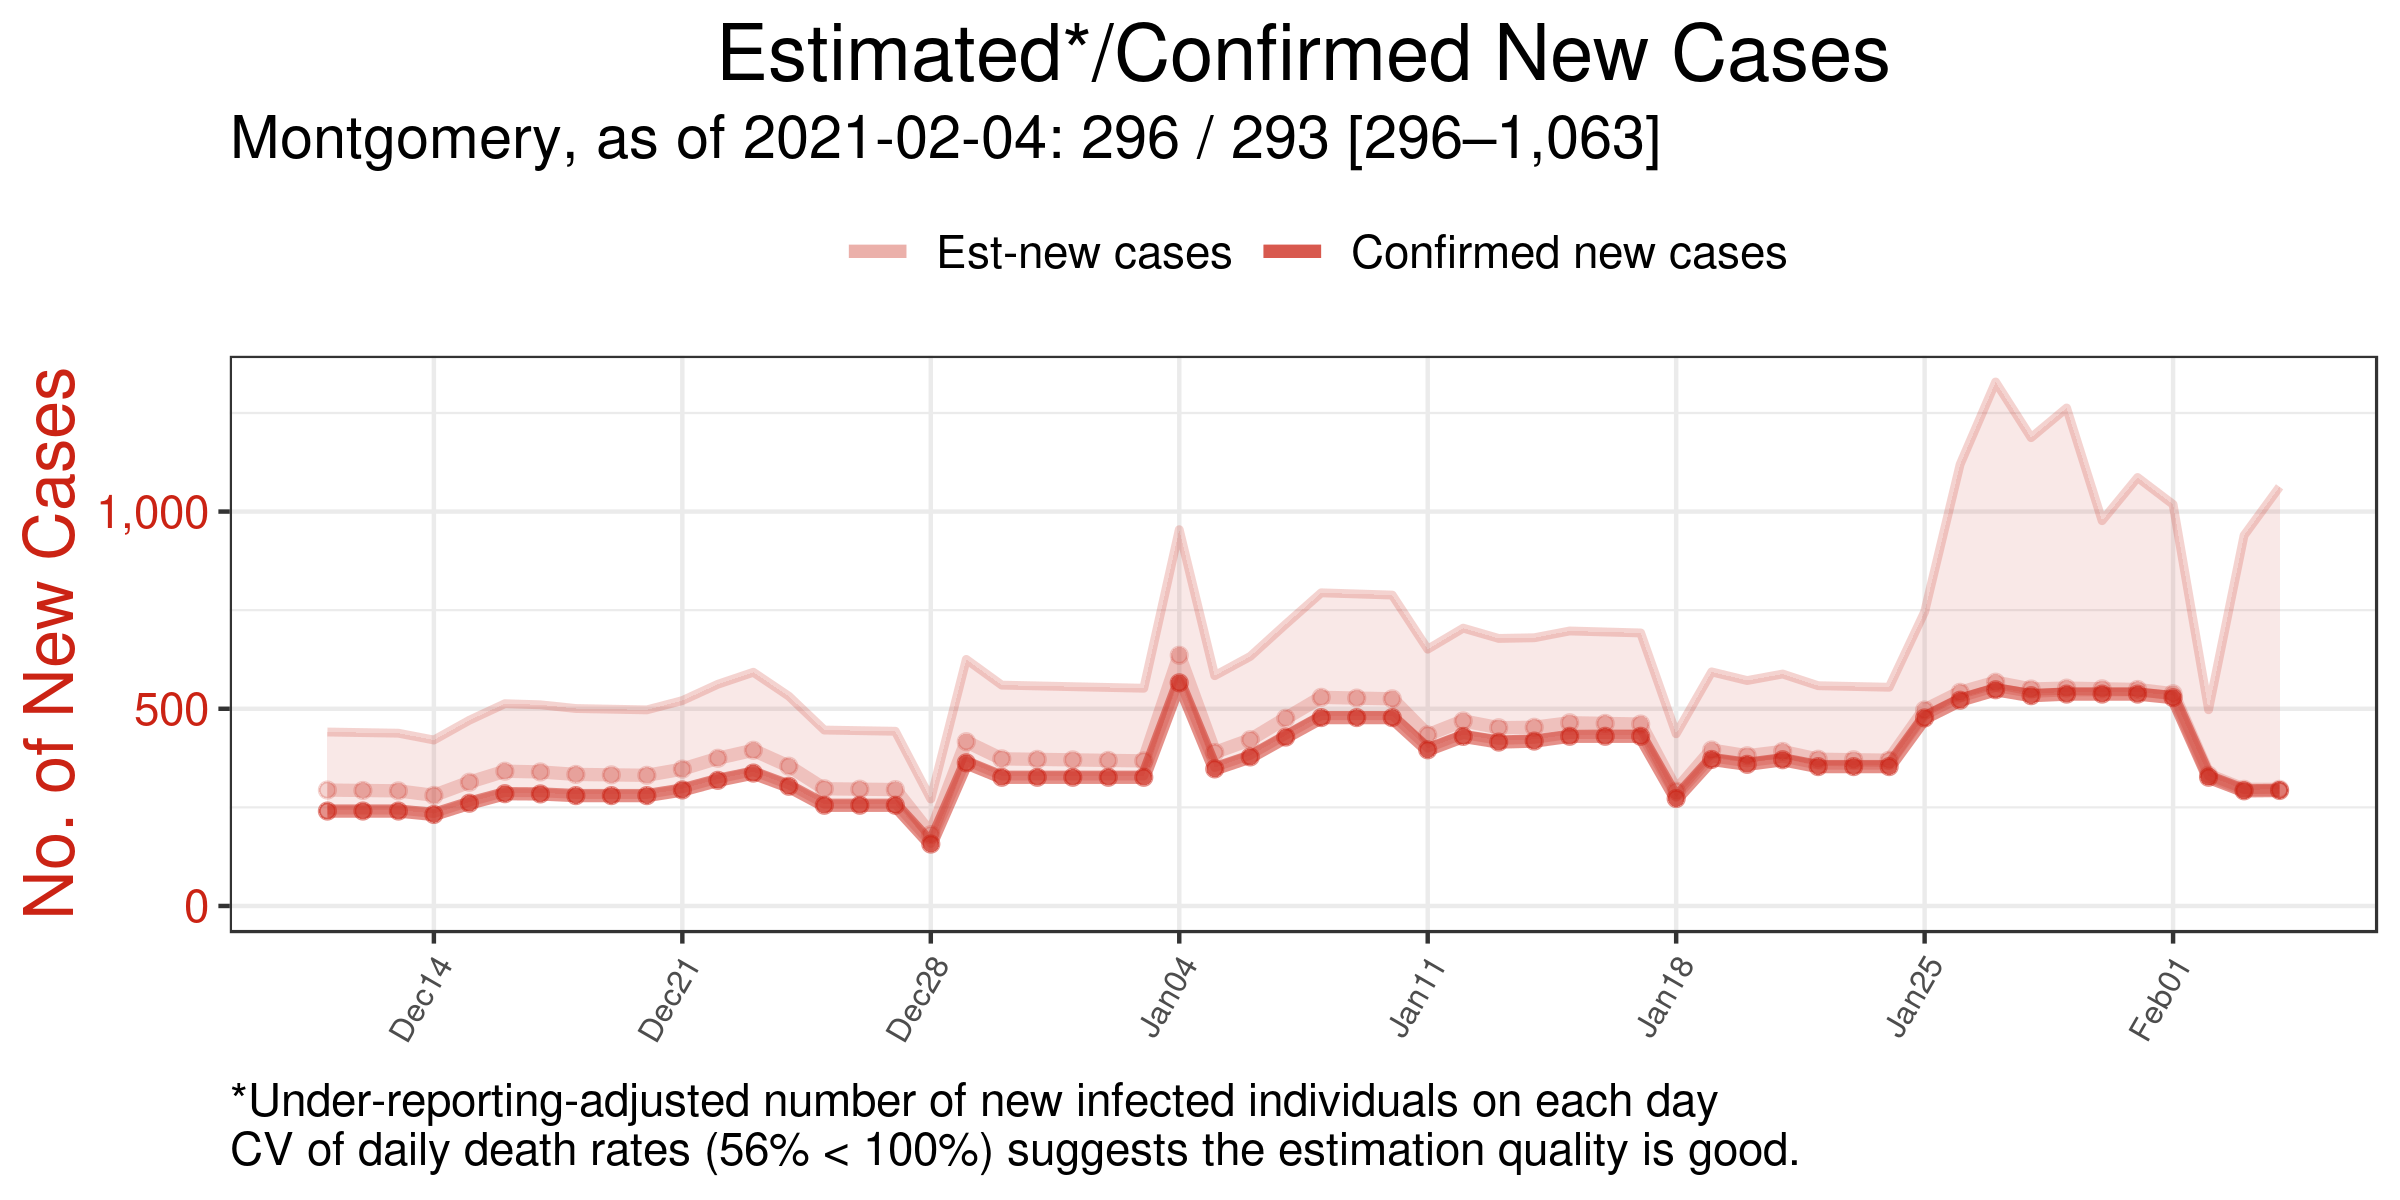 Estimated*/Confirmed New Cases
Montgomery, as of 2021-02-04: 296 / 293 [296–1,063]
Est-new cases
Confirmed new cases
No. of New Cases
1,000
500
0
Dec14
Dec21
Dec28
Jan04
Jan11
Jan18
Jan25
Feb01
*Under-reporting-adjusted number of new infected individuals on each day
CV of daily death rates (56% < 100%) suggests the estimation quality is good.